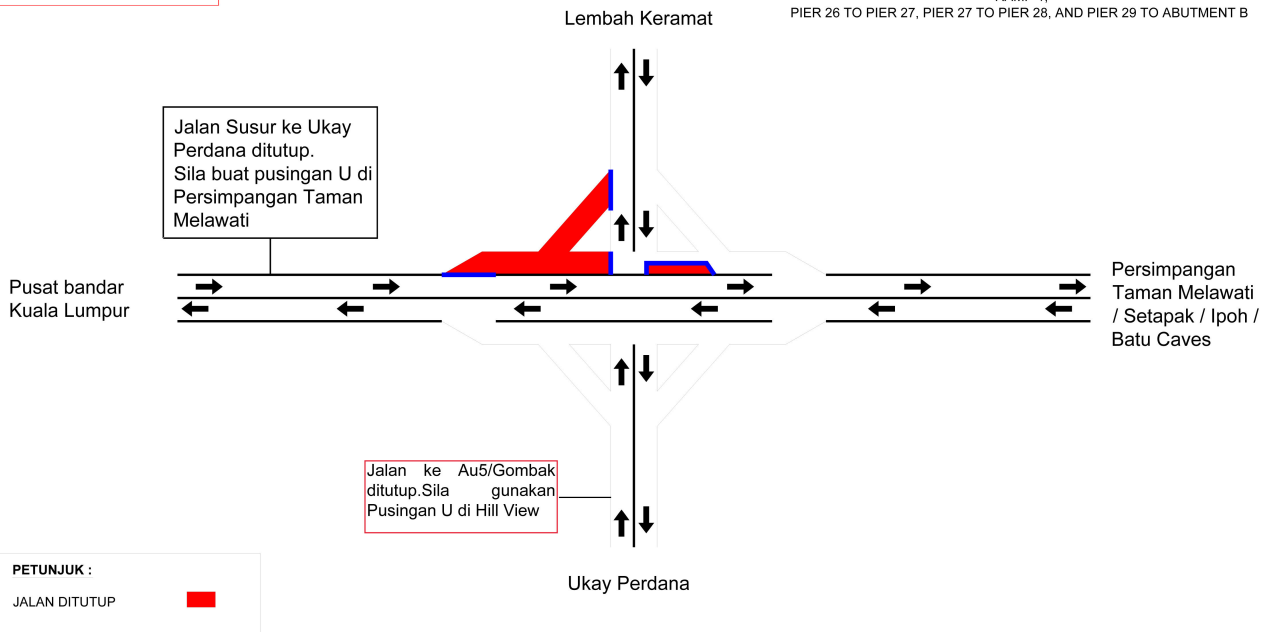 PIER 26 TO PIER 27, PIER 27 TO PIER 28, AND PIER 29 TO ABUTMENT B
Lembah Keramat
Jalan Susur ke Ukay
Perdana ditutup.
Sila buat pusingan U di
Persimpangan Taman
Melawati
Pusat bandar
Kuala Lumpur
Persimpangan
Taman Melawati
/ Setapak / Ipoh /
Batu Caves
Jalan ke Au5/Gombak
ditutup.Sila gunakan
Pusingan U di Hill View
Ukay Perdana
PETUNJUK :
JALAN DITUTUP